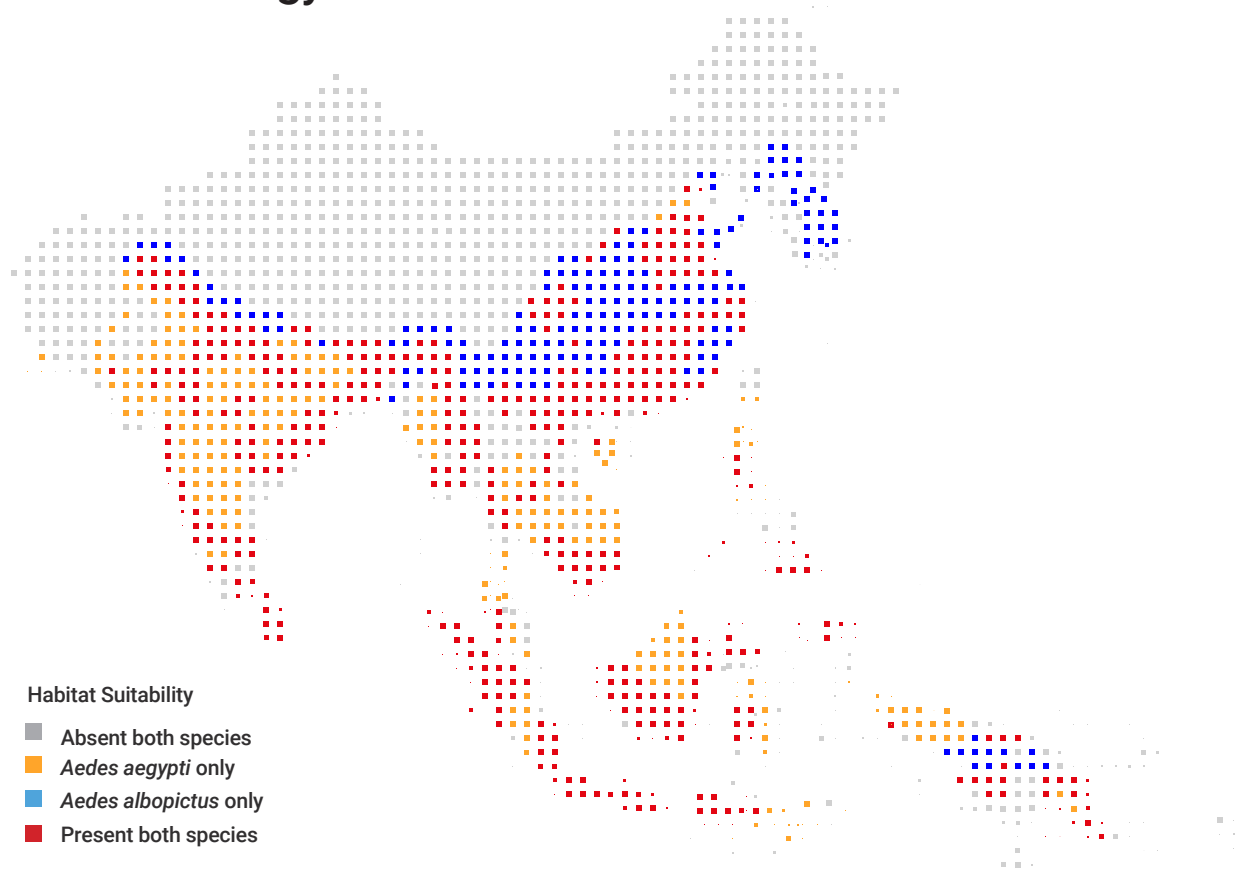 Habitat Suitability
Absent both species
Aedes aegypti only
Aedes albopictus only
Present both species